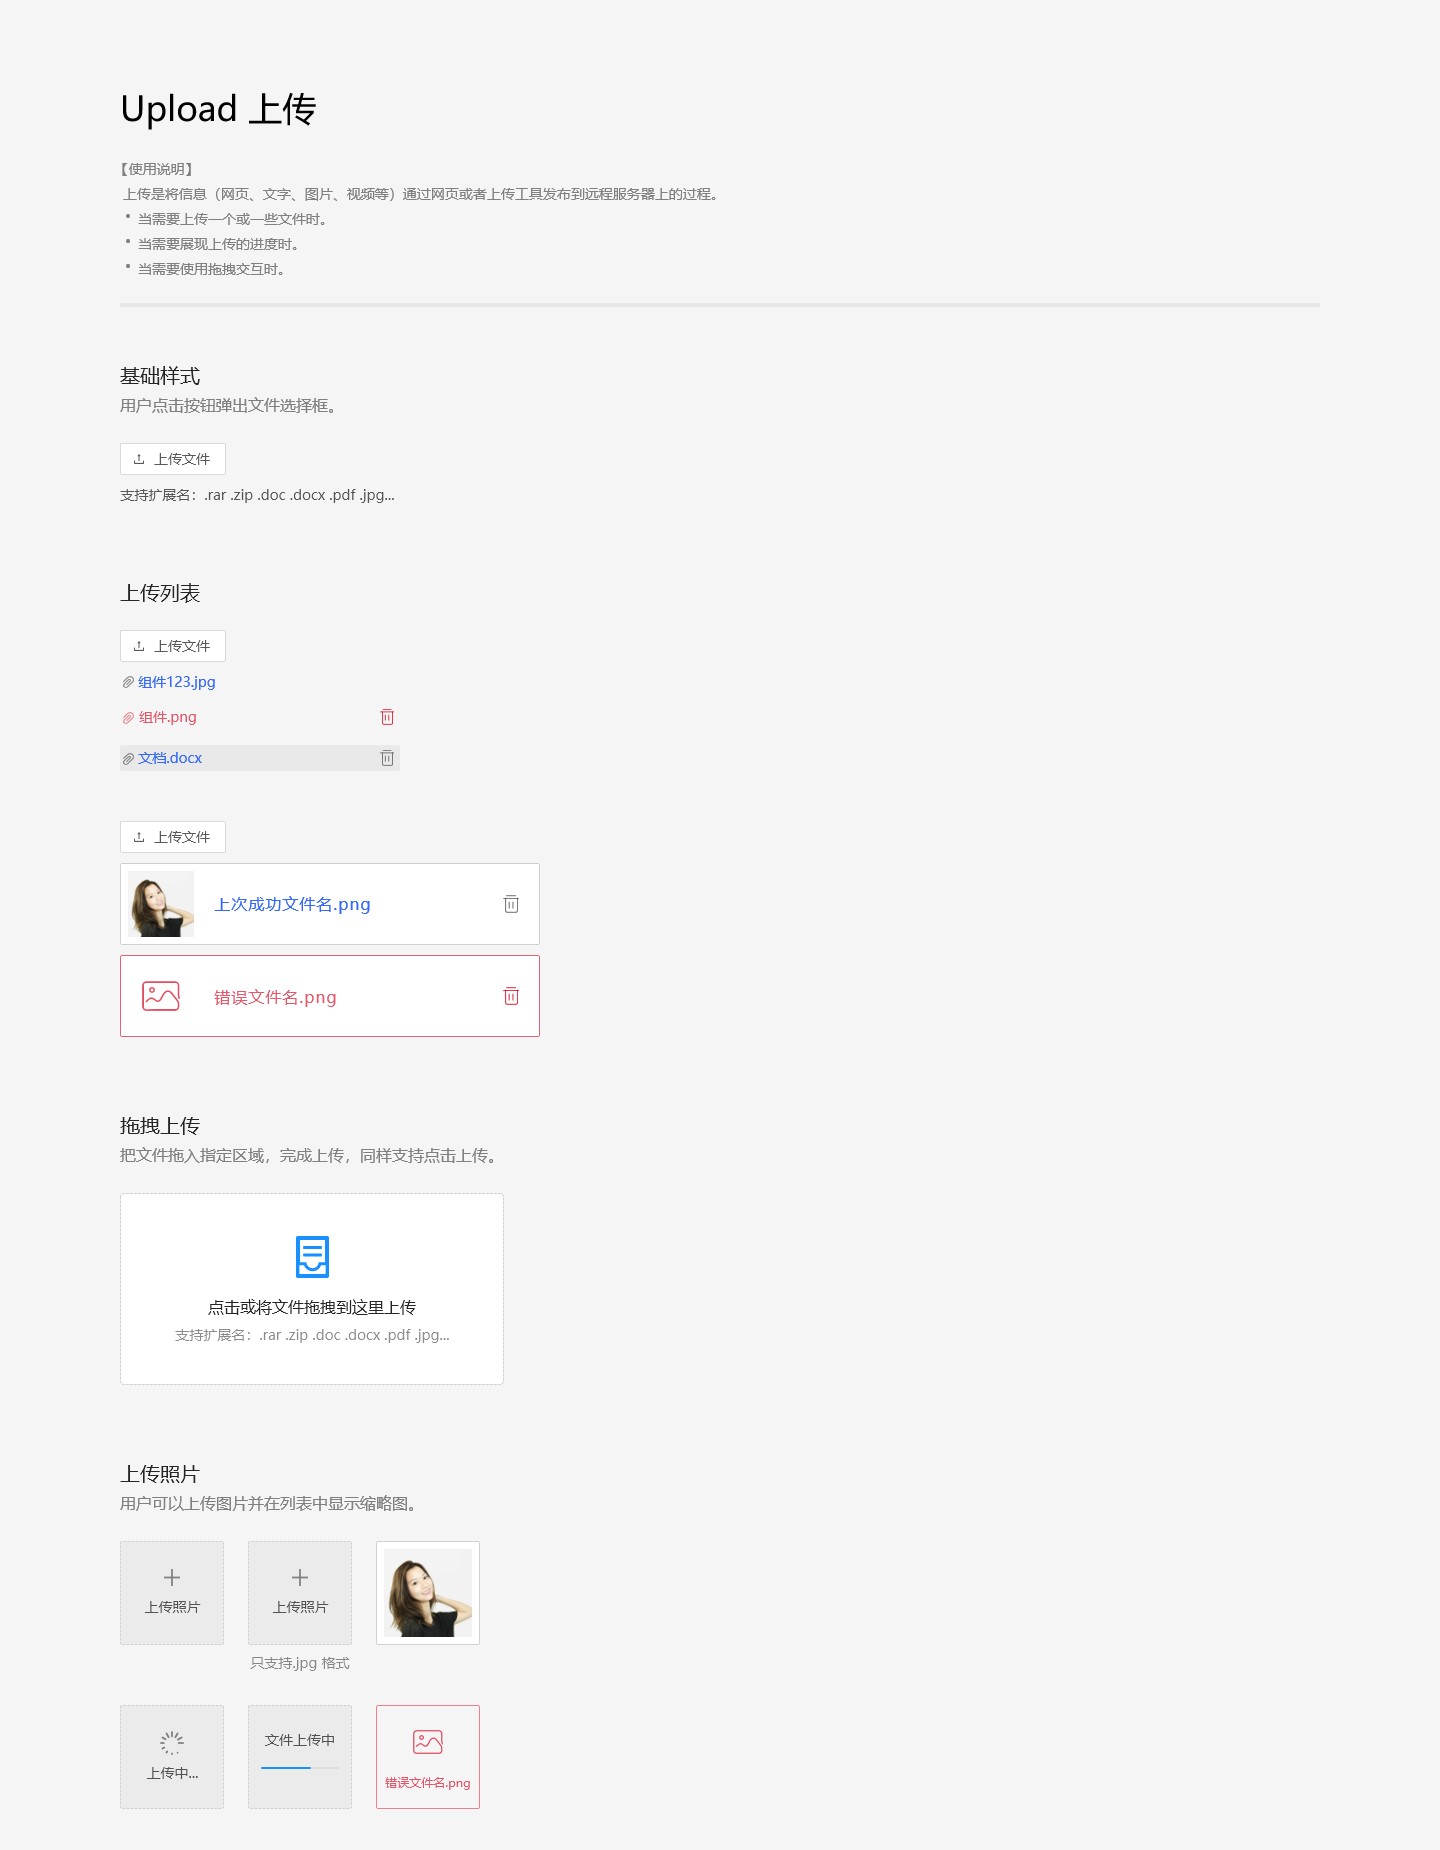 Upload 上传
【使用说明】
上传是将信息（网页、文字、图片、视频等）通过网页或者上传工具发布到远程服务器上的过程。
• 当需要上传一个或一些文件时。
• 当需要展现上传的进度时。
• 当需要使用拖拽交互时。
基础样式
用户点击按钮弹出文件选择框。
上传文件
支持扩展名：.rar .zip .doc .docx .pdf .jpg...
上传列表
上传文件
组件123.jpg
组件.png
文档.docx
上传文件
上次成功文件名.png
错误文件名.png
拖拽上传
把文件拖入指定区域，完成上传，同样支持点击上传。
点击或将文件拖拽到这里上传
支持扩展名：.rar .zip .doc .docx .pdf .jpg...
上传照片
用户可以上传图片并在列表中显示缩略图。
上传照片
上传照片
只支持.jpg 格式
上传中...
文件上传中
错误文件名.png